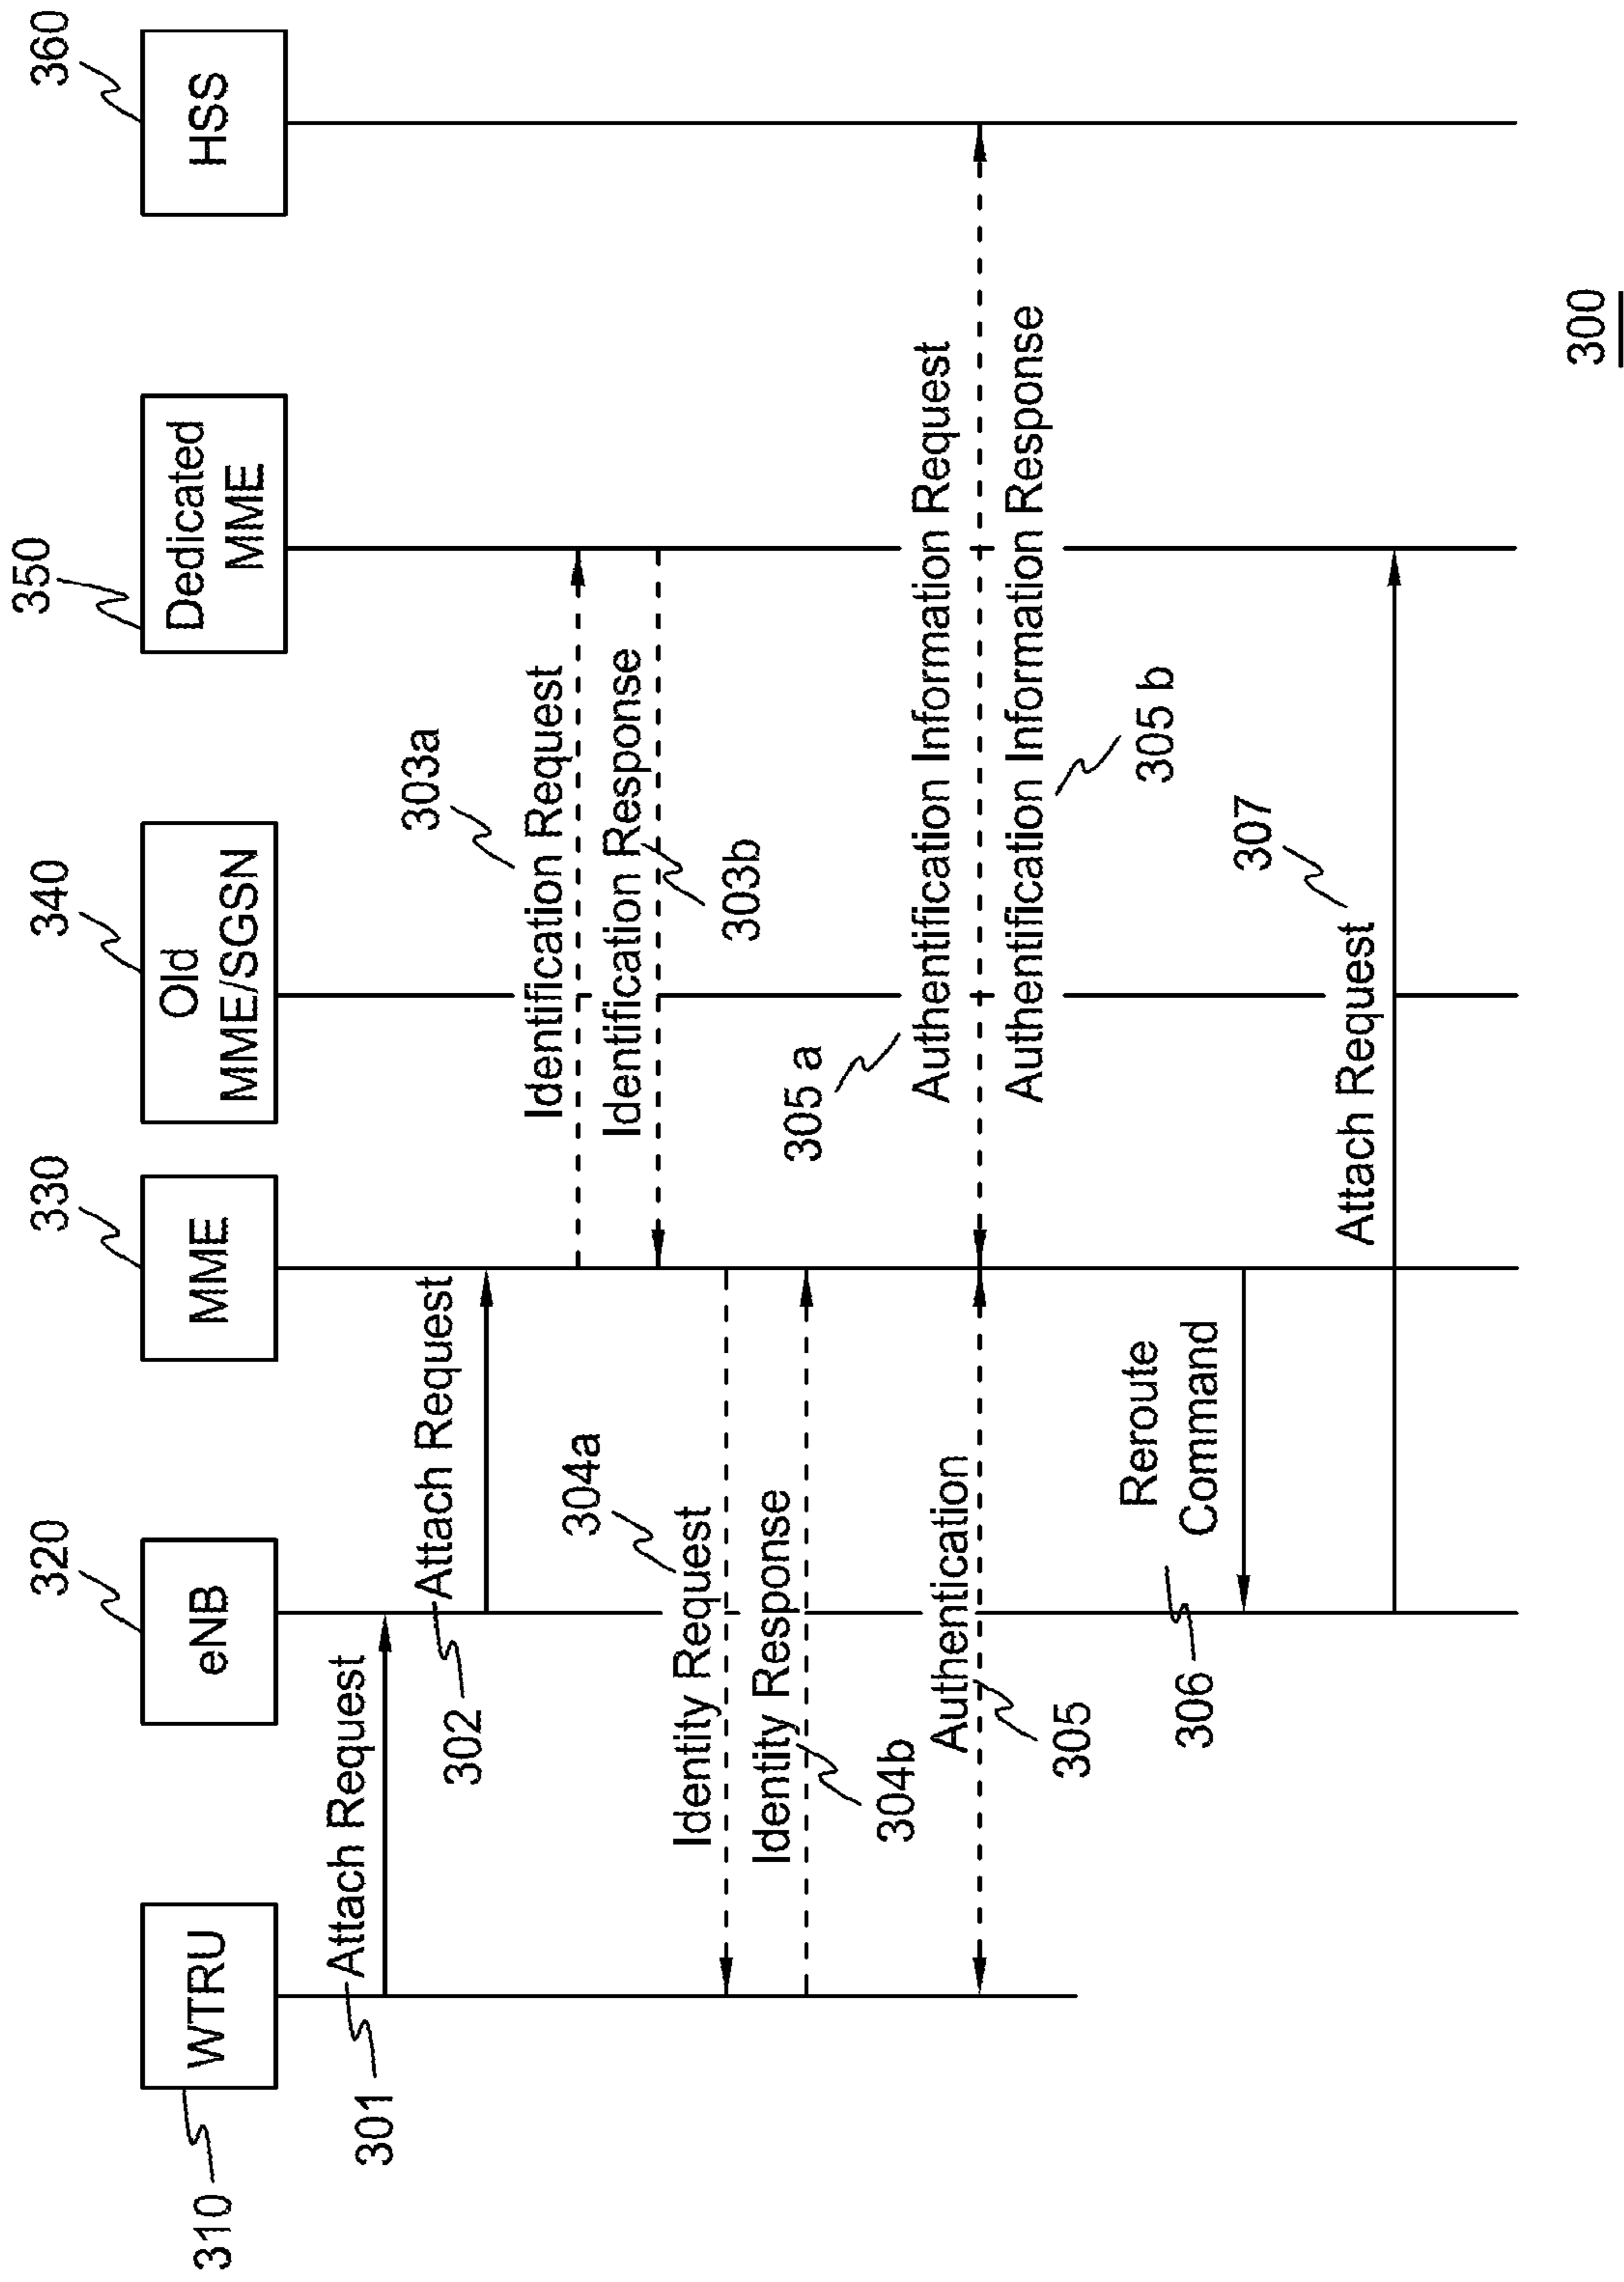 310
WTRU
320
eNB
330
MME
340
Old
MME/SGSN
350
Dedicated
MME
360
HSS
301
Attach Request
302
Attach Request
303a
Identification Request
Identification Response
303b
304a
Identity Request
Identity Response
304b
305 a
Authentification Information Request
Authentication
305
Authentification Information Response
305 b
Reroute
Command
306
307
Attach Request
300